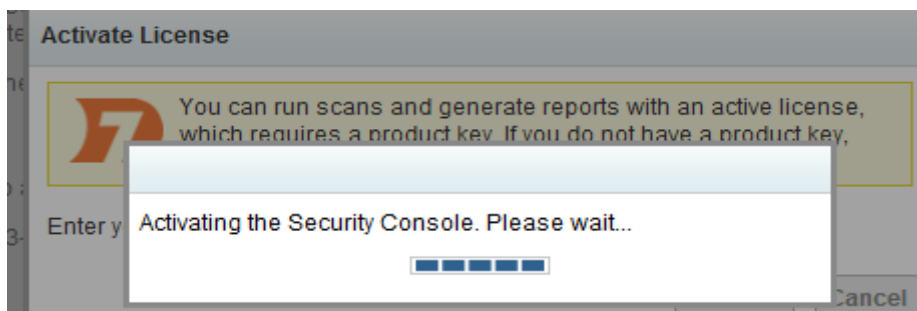 Activate License
You can run scans and generate reports with an active license,
which requires a product key. If you do not have a product key,
Activating the Security Console. Please wait...
Enter y
Cancel